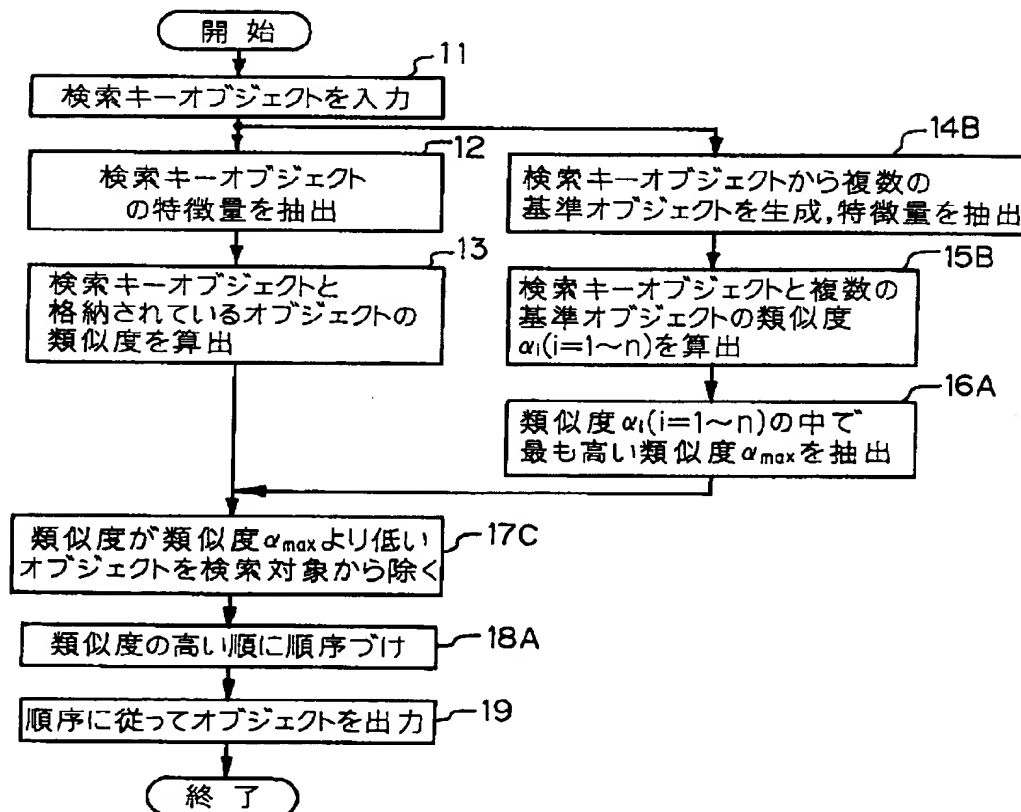 開始
11
検索キーオブジェクトを入力
12
検索キーオブジェクト
の特徴量を抽出
14B
検索キーオブジェクトから複数の
基準オブジェクトを生成,特徴量を抽出
13
検索キーオブジェクトと
格納されているオブジェクトの
類似度を算出
15B
検索キーオブジェクトと複数の
基準オブジェクトの類似度
αi(i=1~n)を算出
16A
類似度αi(i=1~n)の中で
最も高い類似度αmaxを抽出
類似度が類似度αmaxより低い
オブジェクトを検索対象から除く
17C
類似度の高い順に順序づけ
18A
順序に従ってオブジェクトを出力
19
終了